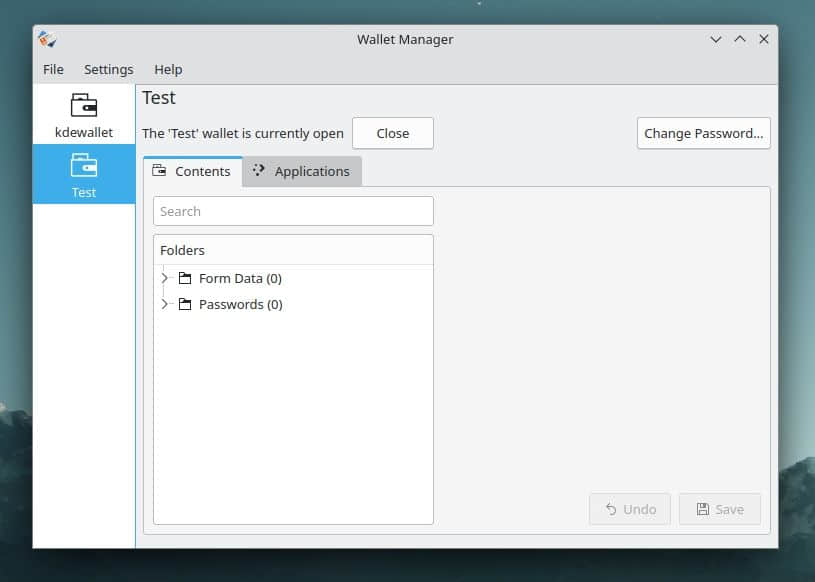 Wallet Manager
File Settings Help
kdewallet
Test
Test
The 'Test' wallet is currently open Close Change Password...
Contents Applications
Search
Folders
Form Data (0)
Passwords (0)
Undo Save